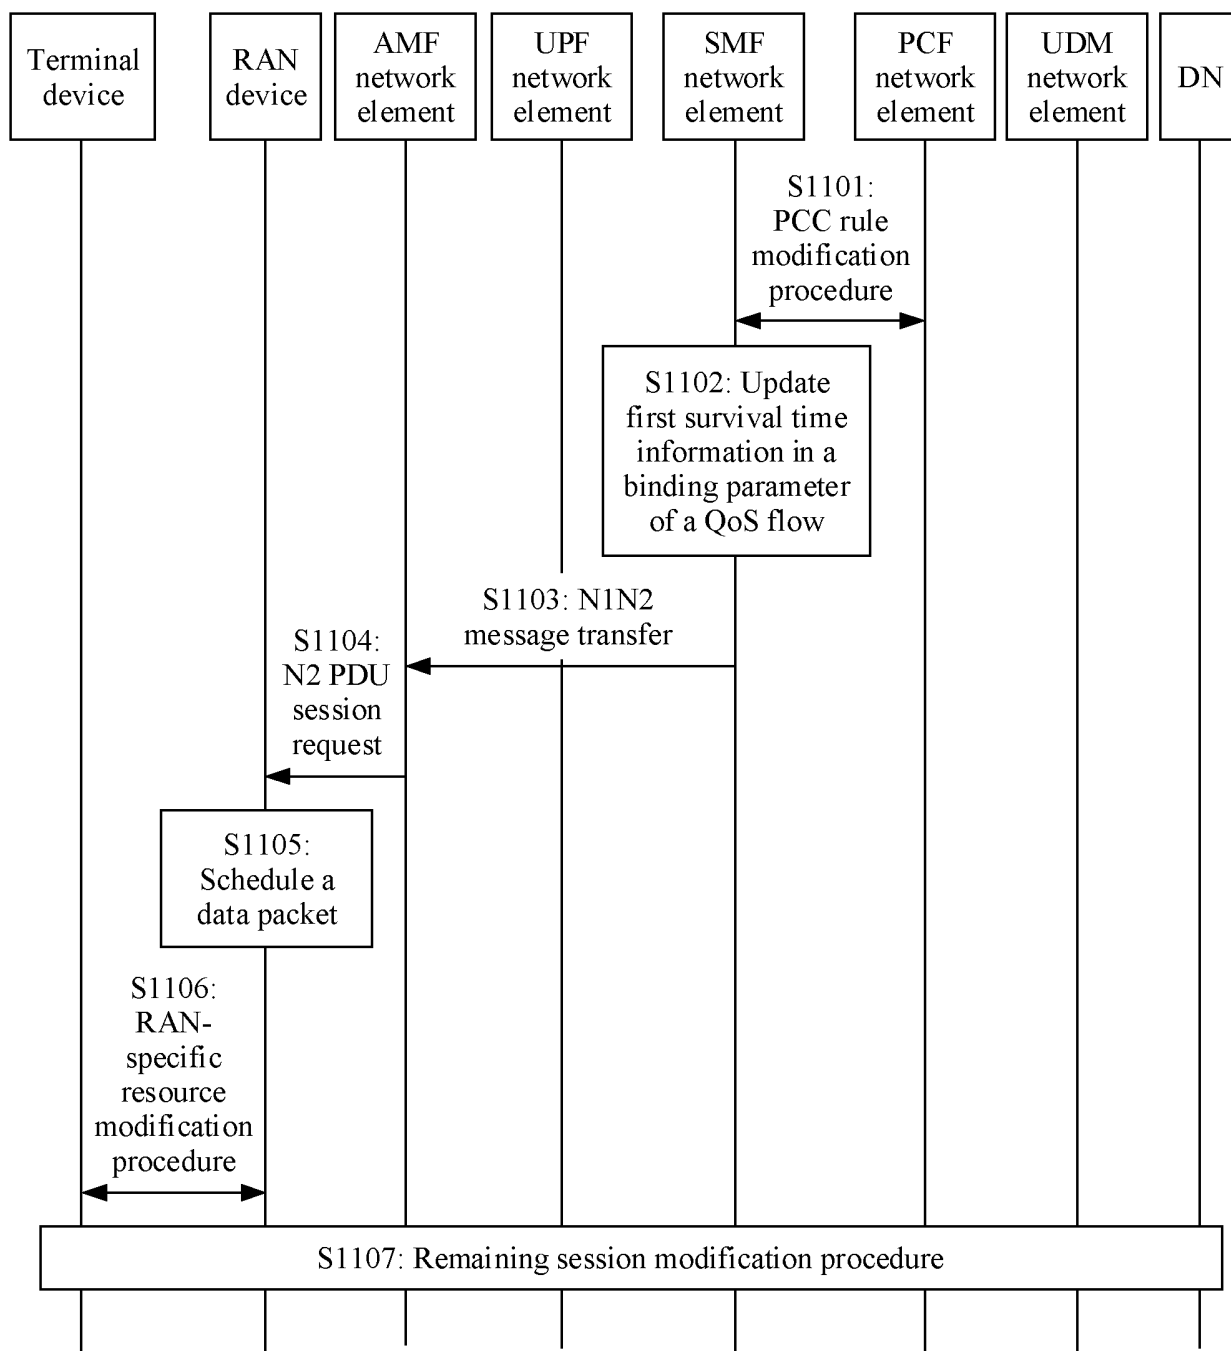 Terminal
device
RAN
device
AMF
network
element
UPF
network
element
SMF
network
element
PCF
network
element
UDM
network
element
DN
S1101:
PCC rule
modification
procedure
S1102: Update
first survival time
information in a
binding parameter
of a QoS flow
S1103: N1N2
message transfer
S1104:
N2 PDU
session
request
S1105:
Schedule a
data packet
S1106:
RAN-
specific
resource
modification
procedure
S1107: Remaining session modification procedure